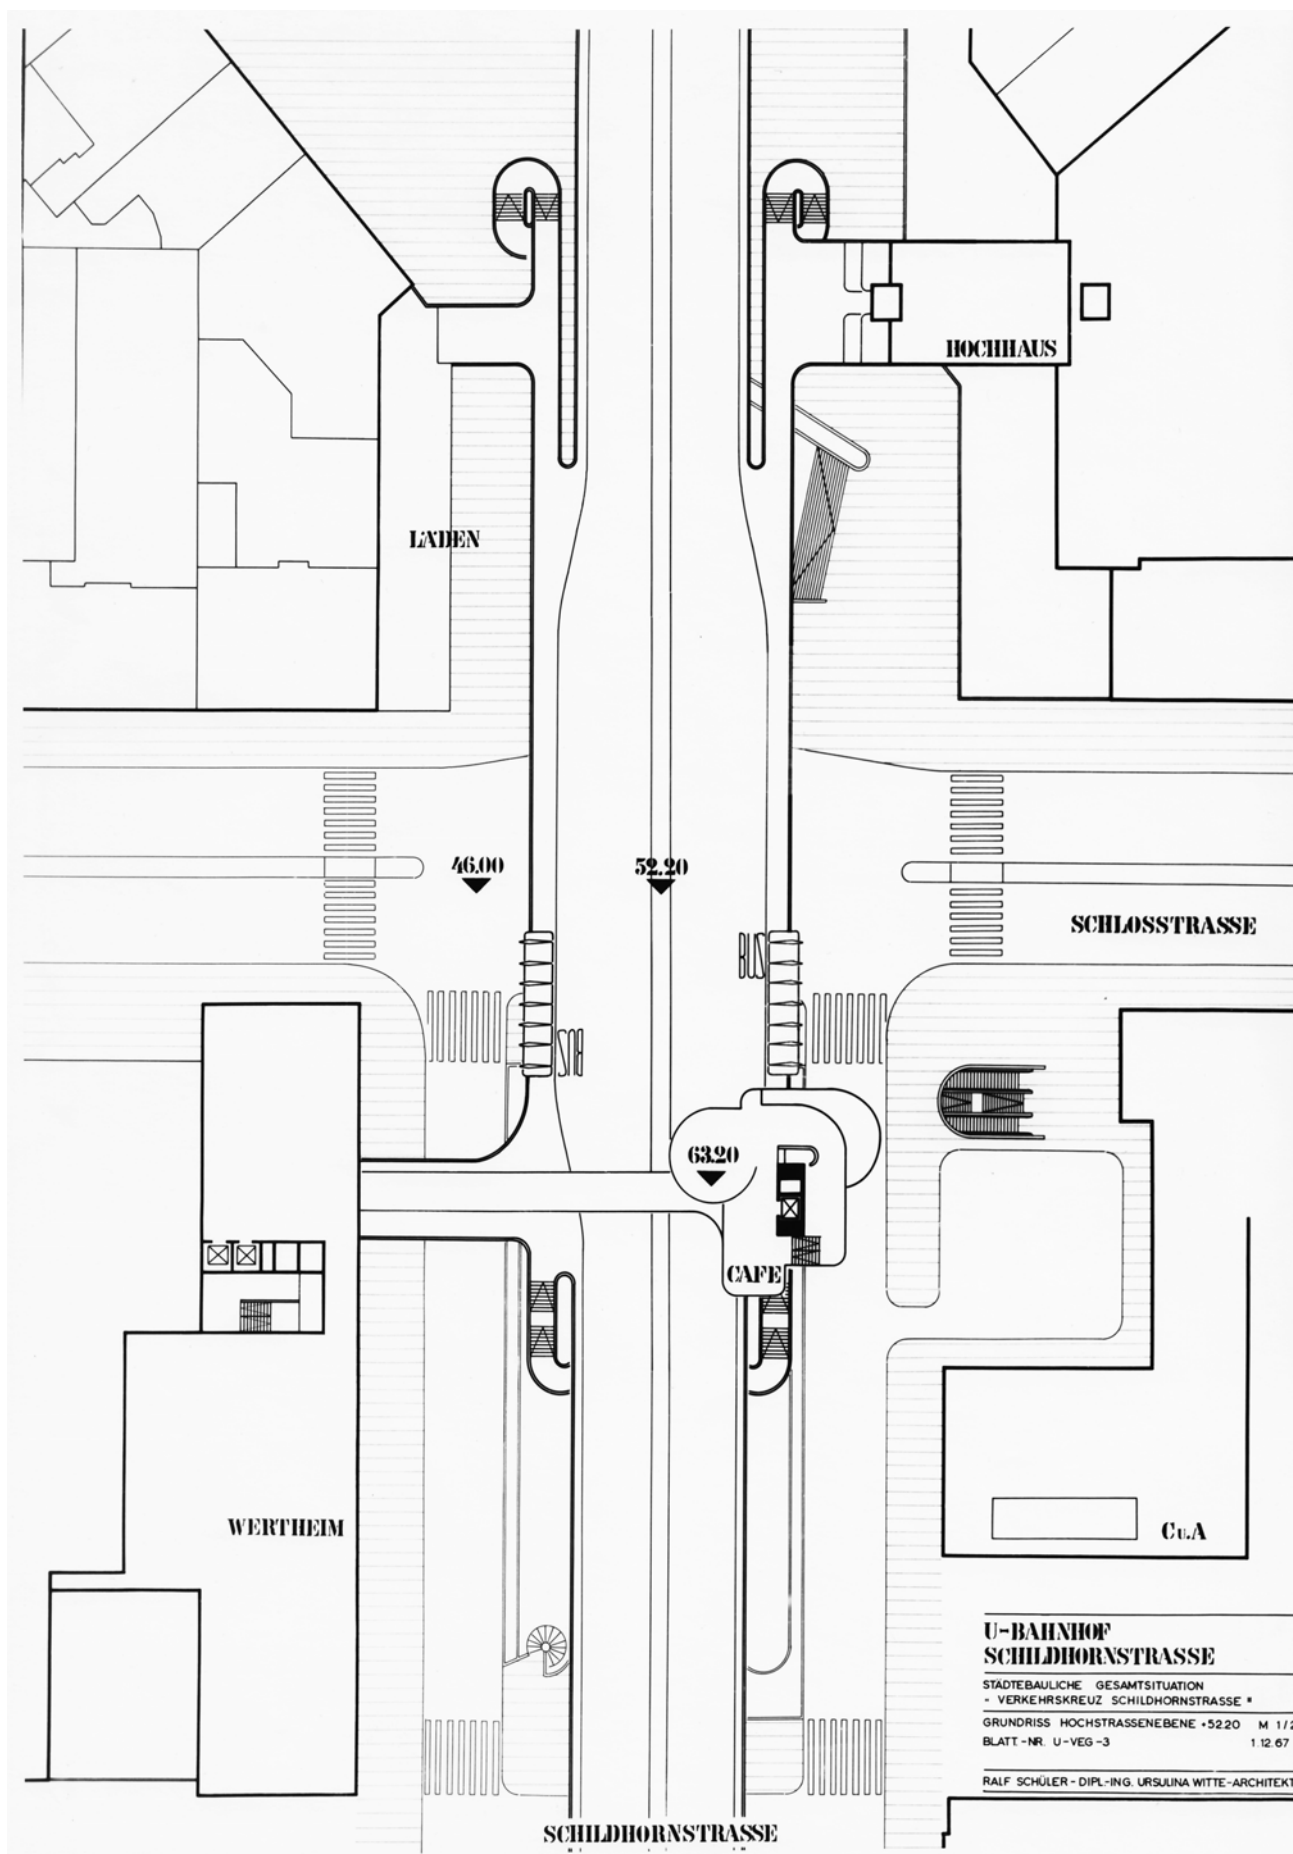 HOCHHAUS
LÄDEN
46.00
52.20
SCHLOSSTRASSE
BUS
BUS
63.20
CAFE
WERTHEIM
C u. A
U-BAHNHOF
SCHILDHORNSTRASSE
STÄDTEBAULICHE GESAMTSITUATION
" VERKEHRSKREUZ SCHILDHORNSTRASSE "
GRUNDRISS HOCHSTRASSENEBENE +52.20 M 1/2
BLATT-NR. U-VEG-3 1.12.67
RALF SCHÜLER - DIPL-ING. URSULINA WITTE-ARCHITEKT
SCHILDHORNSTRASSE